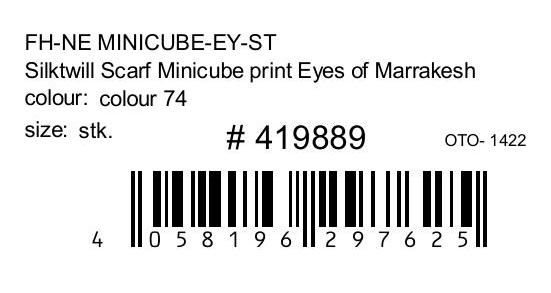 FH-NE MINICUBE-EY-ST
Silktwill Scarf Minicube print Eyes of Marrakesh
colour: colour 74
size: stk.
# 419889 OTO- 1422
4 058196 297625